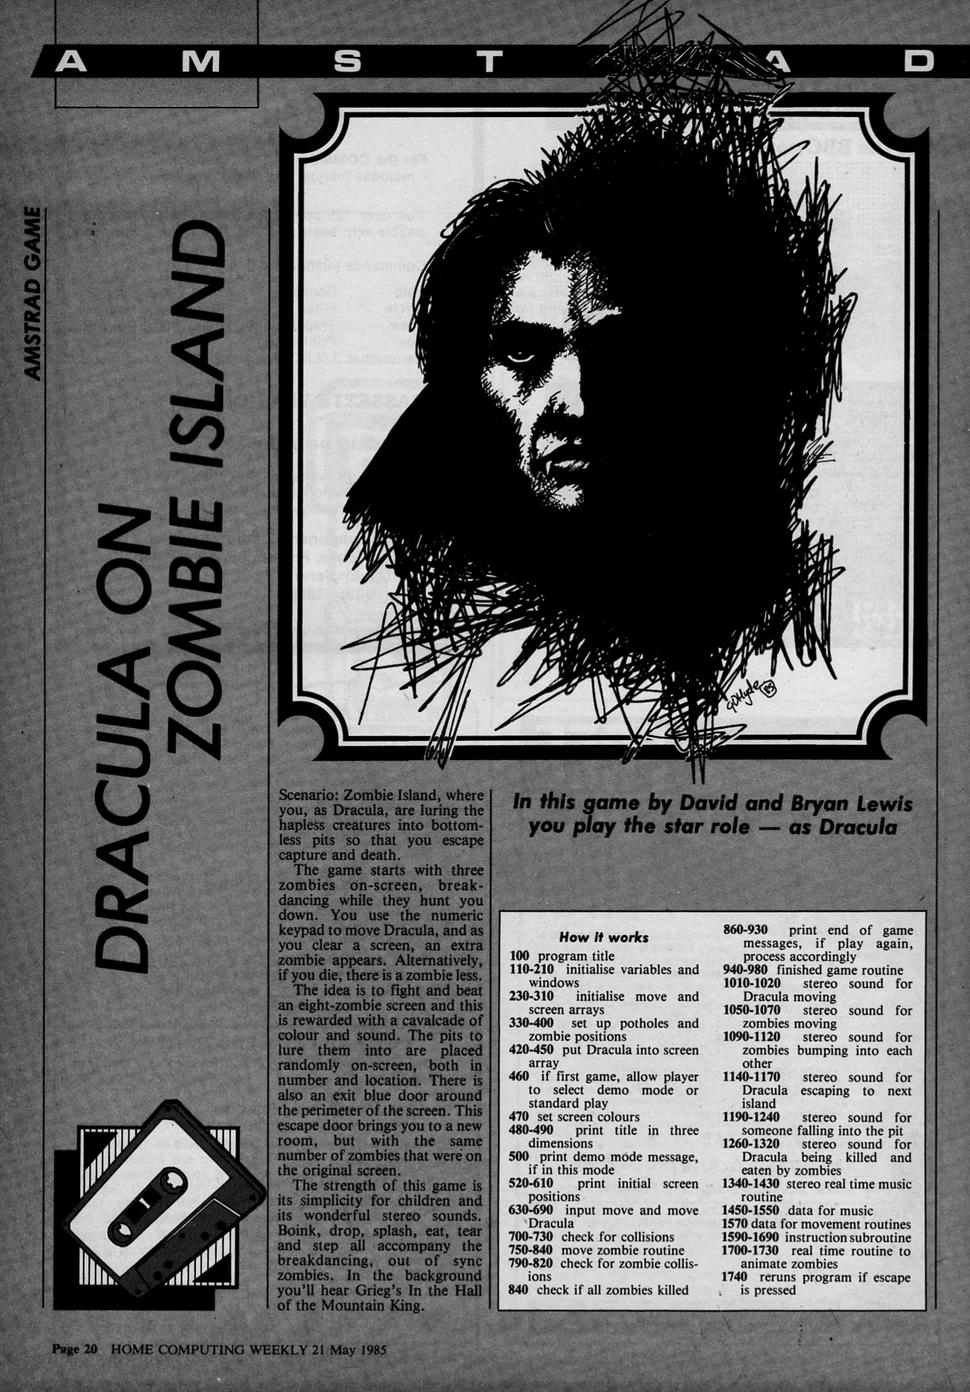 AMSTRAD
AMSTRAD GAME
DRACULA ON
ZOMBIE ISLAND
GDHyde 85
Scenario: Zombie Island, where
you, as Dracula, are luring the
hapless creatures into bottom-
less pits so that you escape
capture and death.
The game starts with three
zombies on-screen, break-
dancing while they hunt you
down. You use the numeric
keypad to move Dracula, and as
you clear a screen, an extra
zombie appears. Alternatively,
if you die, there is a zombie less.
The idea is to fight and beat
an eight-zombie screen and this
is rewarded with a cavalcade of
colour and sound. The pits to
lure them into are placed
randomly on-screen, both in
number and location. There is
also an exit blue door around
the perimeter of the screen. This
escape door brings you to a new
room, but with the same
number of zombies that were on
the original screen.
The strength of this game is
its simplicity for children and
its wonderful stereo sounds.
Boink, drop, splash, eat, tear
and step all accompany the
breakdancing, out of sync
zombies. In the background
you'll hear Grieg's In the Hall
of the Mountain King.
In this game by David and Bryan Lewis
you play the star role — as Dracula
How it works
100 program title
110-210 initialise variables and
windows
230-310 initialise move and
screen arrays
330-400 set up potholes and
zombie positions
420-450 put Dracula into screen
array
460 if first game, allow player
to select demo mode or
standard play
470 set screen colours
480-490 print title in three
dimensions
500 print demo mode message,
if in this mode
520-610 print initial screen
positions
630-690 input move and move
Dracula
700-730 check for collisions
750-840 move zombie routine
790-820 check for zombie collis-
ions
840 check if all zombies killed
860-930 print end of game
messages, if play again,
process accordingly
940-980 finished game routine
1010-1020 stereo sound for
Dracula moving
1050-1070 stereo sound for
zombies moving
1090-1120 stereo sound for
zombies bumping into each
other
1140-1170 stereo sound for
Dracula escaping to next
island
1190-1240 stereo sound for
someone falling into the pit
1260-1320 stereo sound for
Dracula being killed and
eaten by zombies
1340-1430 stereo real time music
routine
1450-1550 data for music
1570 data for movement routines
1590-1690 instruction subroutine
1700-1730 real time routine to
animate zombies
1740 reruns program if escape
is pressed
Page 20 HOME COMPUTING WEEKLY 21 May 1985